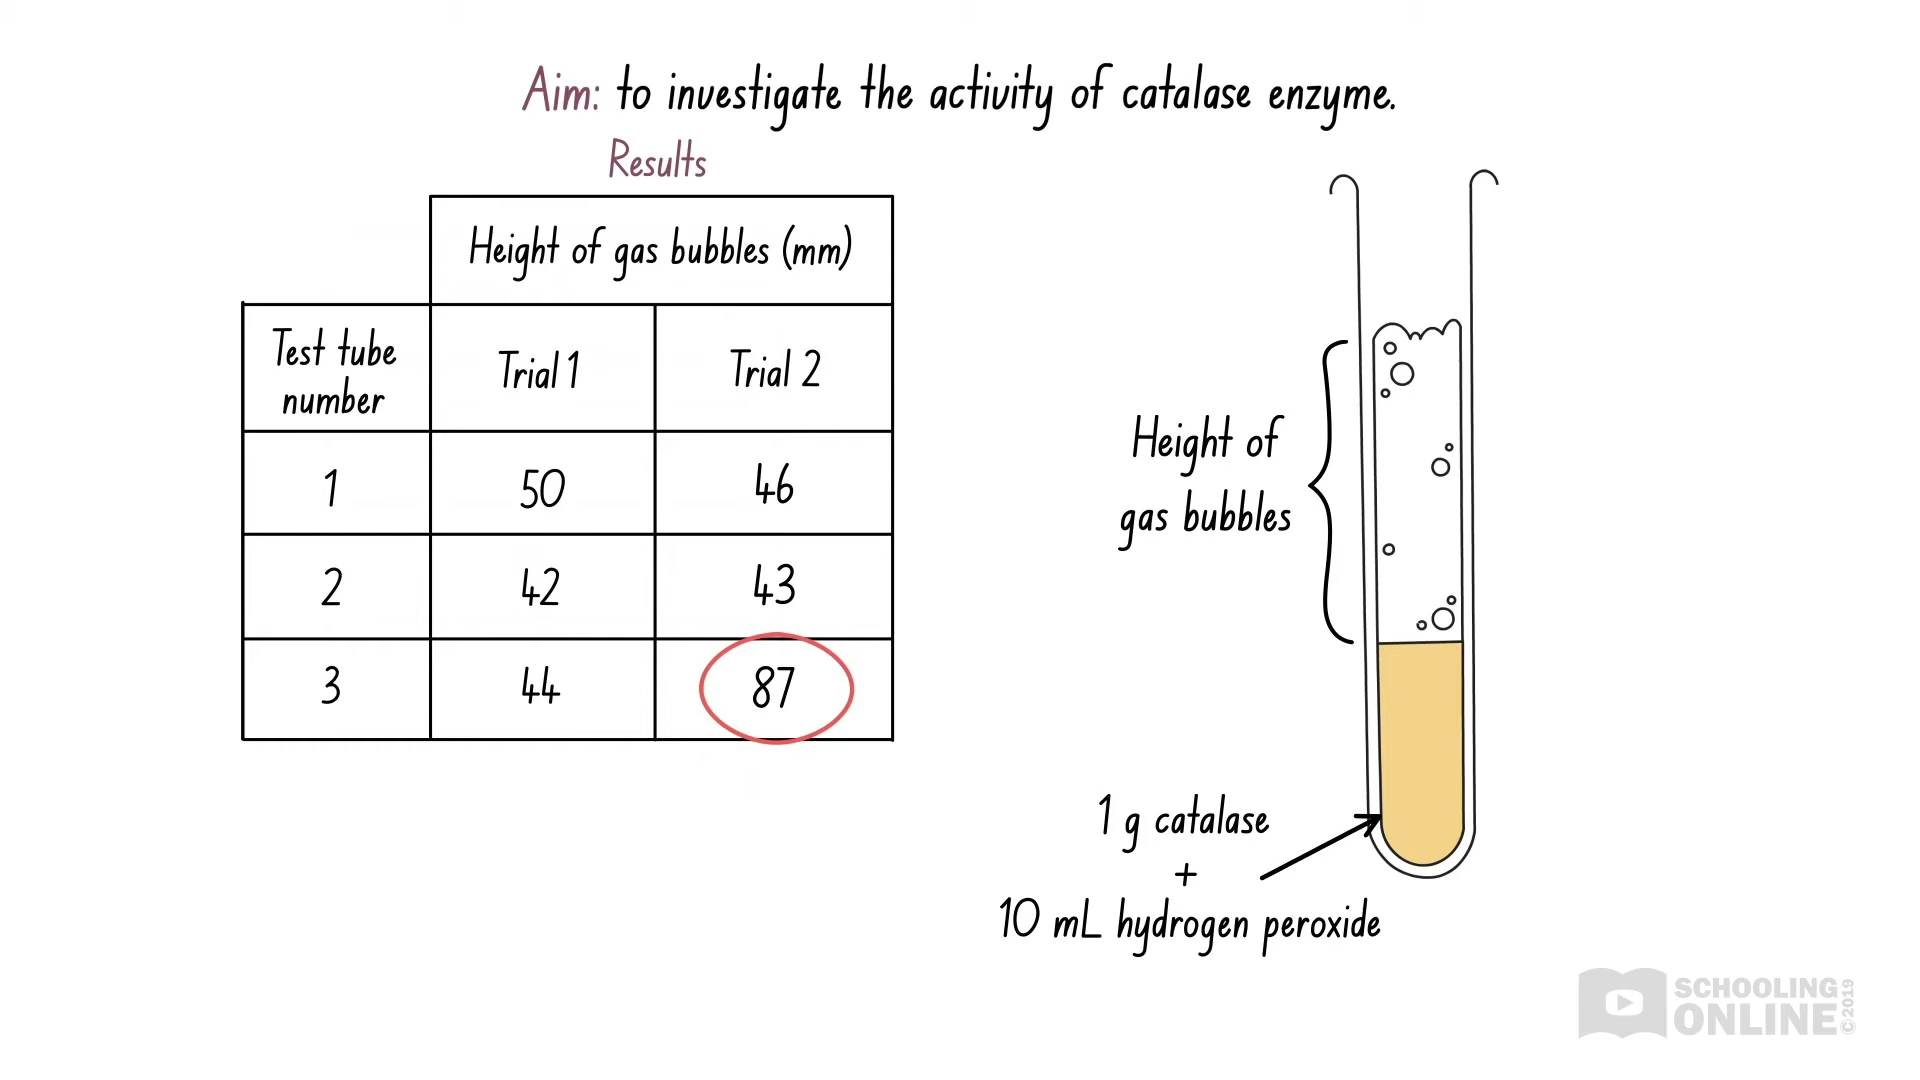 Aim: to investigate the activity of catalase enzyme.
Results
Height of gas bubbles (mm)
Test tube
number
Trial 1
Trial 2
1
50
46
2
42
43
3
44
87
Height of
gas bubbles
1 g catalase
+
10 mL hydrogen peroxide
SCHOOLING
ONLINE
©2019